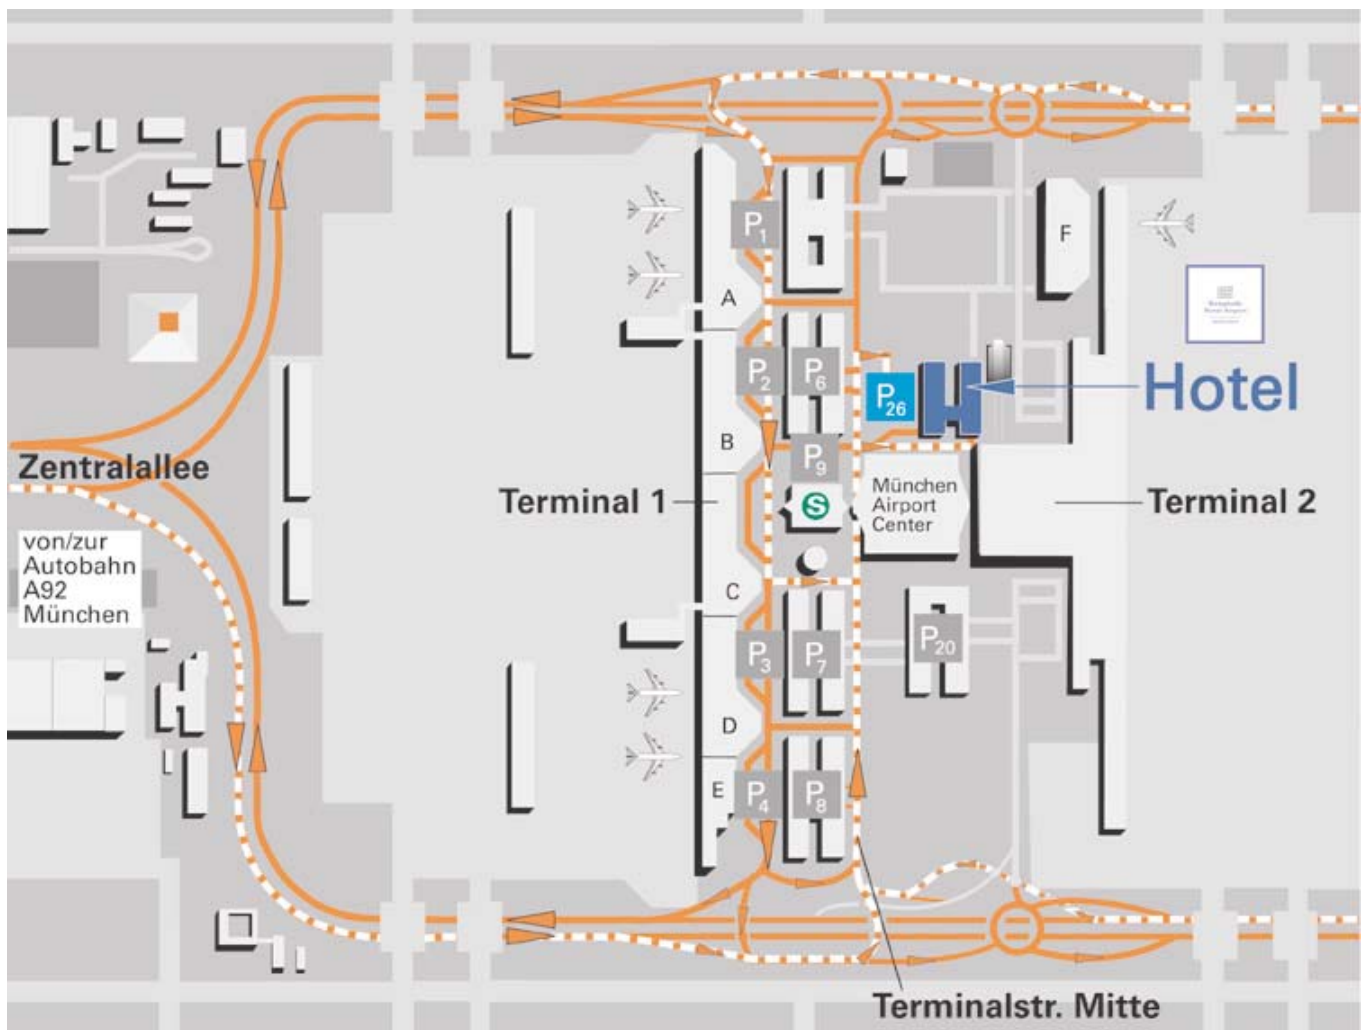 P1
F
A
P2
P6
P26
Hotel
B
P9
Zentralallee
Terminal 1
S
München
Airport
Center
Terminal 2
von/zur
Autobahn
A92
München
C
P3
P7
P20
D
E
P4
P8
Terminalstr. Mitte